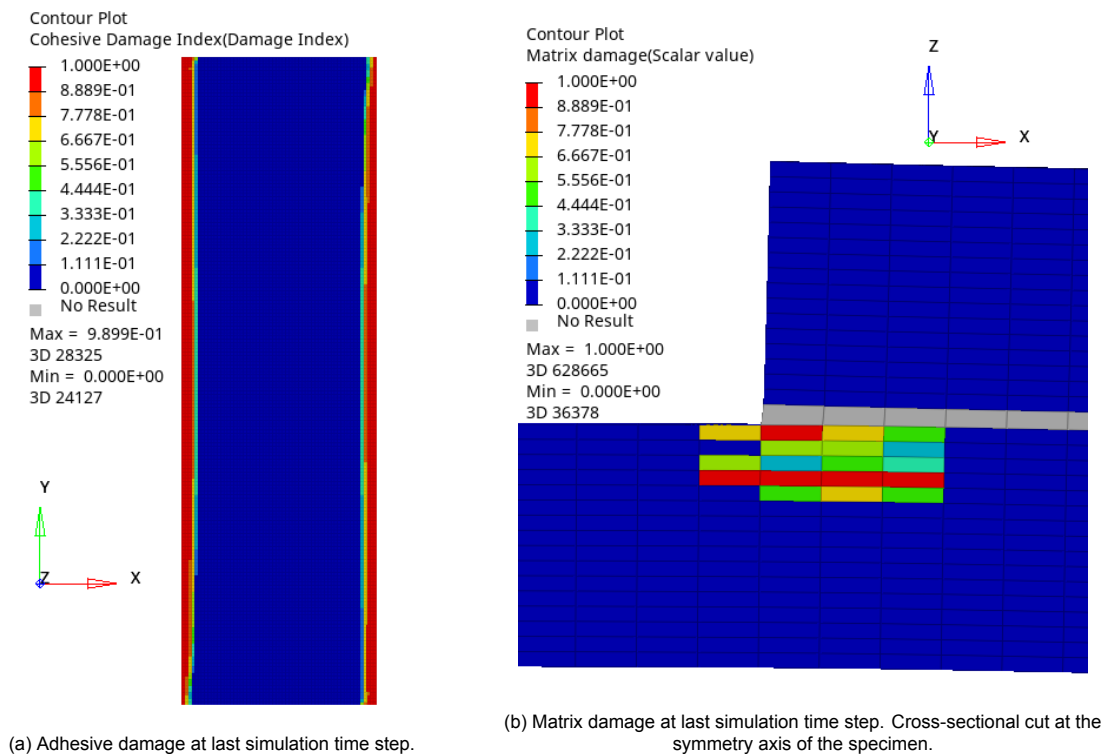 Contour Plot
Cohesive Damage Index(Damage Index)
1.000E+00
8.889E-01
7.778E-01
6.667E-01
5.556E-01
4.444E-01
3.333E-01
2.222E-01
1.111E-01
0.000E+00
No Result
Max = 9.899E-01
3D 28325
Min = 0.000E+00
3D 24127
Y
Z
X
(a) Adhesive damage at last simulation time step.
Contour Plot
Matrix damage(Scalar value)
1.000E+00
8.889E-01
7.778E-01
6.667E-01
5.556E-01
4.444E-01
3.333E-01
2.222E-01
1.111E-01
0.000E+00
No Result
Max = 1.000E+00
3D 628665
Min = 0.000E+00
3D 36378
Z
Y
X
(b) Matrix damage at last simulation time step. Cross-sectional cut at the
symmetry axis of the specimen.